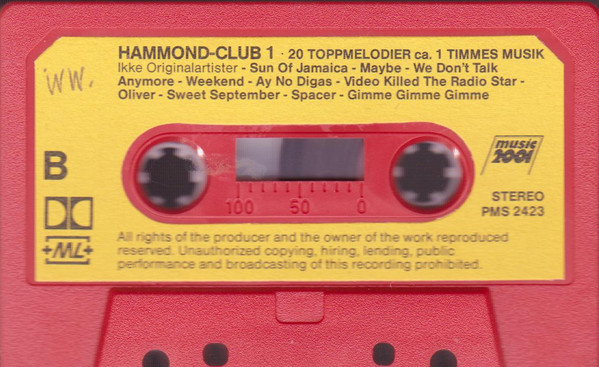 HAMMOND-CLUB 1 · 20 TOPPMELODIER ca. 1 TIMMES MUSIK
Ikke Originalartister - Sun Of Jamaica - Maybe - We Don't Talk
Anymore - Weekend - Ay No Digas - Video Killed The Radio Star -
Oliver - Sweet September - Spacer - Gimme Gimme Gimme
WW.
B
music
2001
100 50 0
STEREO
PMS 2423
+ML+
All rights of the producer and the owner of the work reproduced
reserved. Unauthorized copying, hiring, lending, public
performance and broadcasting of this recording prohibited.